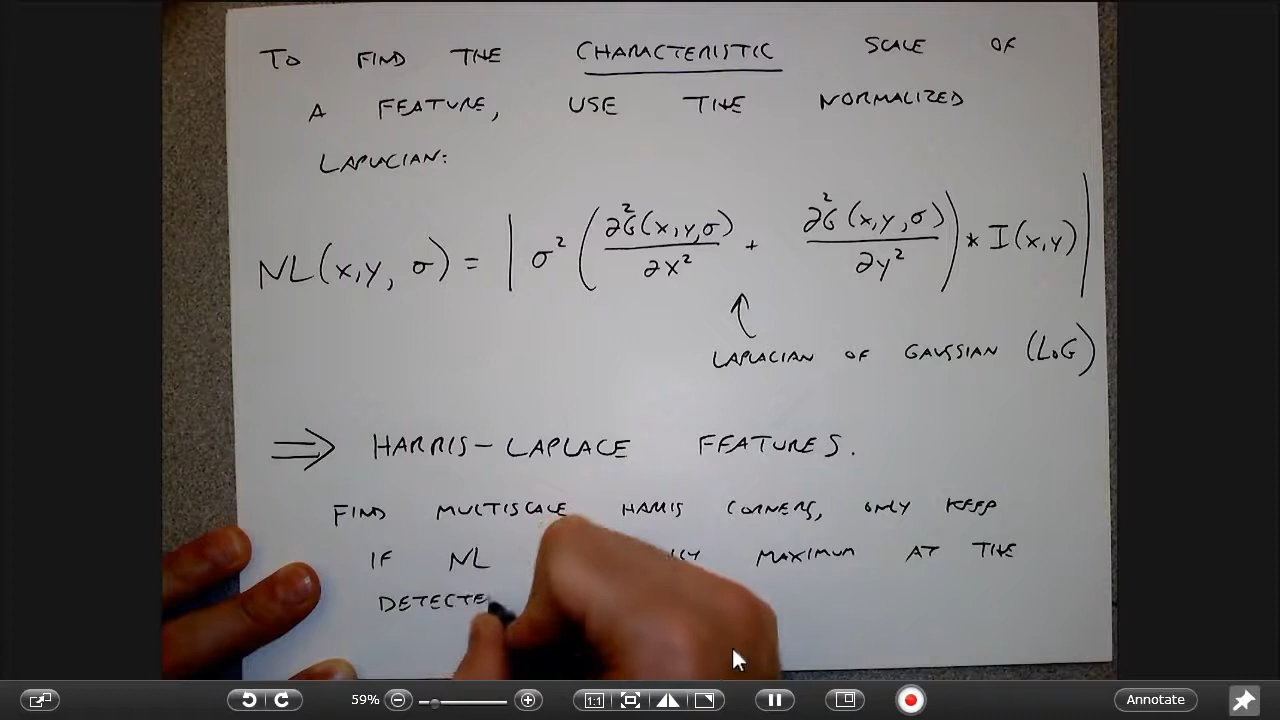 TO FIND THE CHARACTERISTIC SCALE OF
A FEATURE, USE THE NORMALIZED
LAPLACIAN:
NL(x,y, σ) = | σ² ( ∂²G(x,y,σ)/∂x² + ∂²G(x,y,σ)/∂y² ) * I(x,y) |
LAPLACIAN OF GAUSSIAN (LoG)
⇒ HARRIS-LAPLACE FEATURES.
FIND MULTISCALE HARRIS CORNERS, ONLY KEEP
IF NL MAXIMUM AT THE
DETECTE
59%
1:1
Annotate